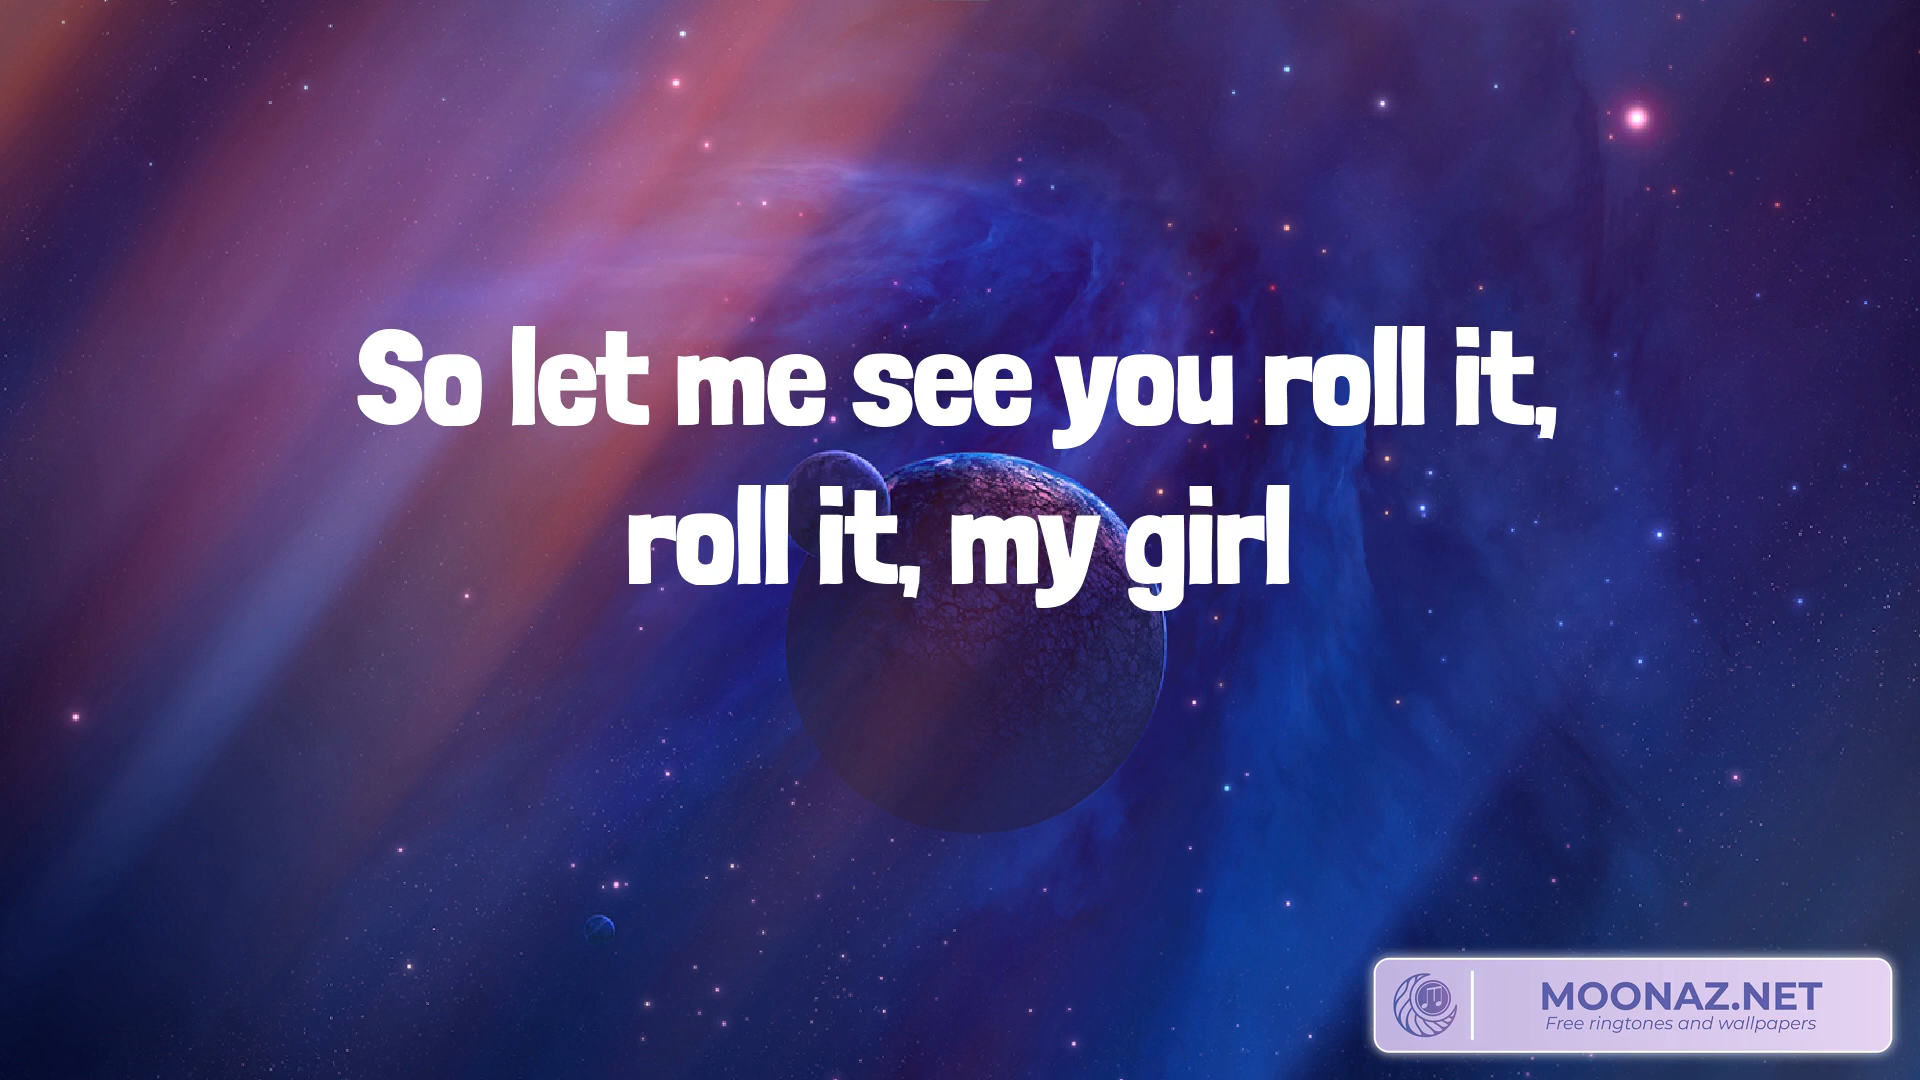 So let me see you roll it,
roll it, my girl
MOONAZ.NET
Free ringtones and wallpapers